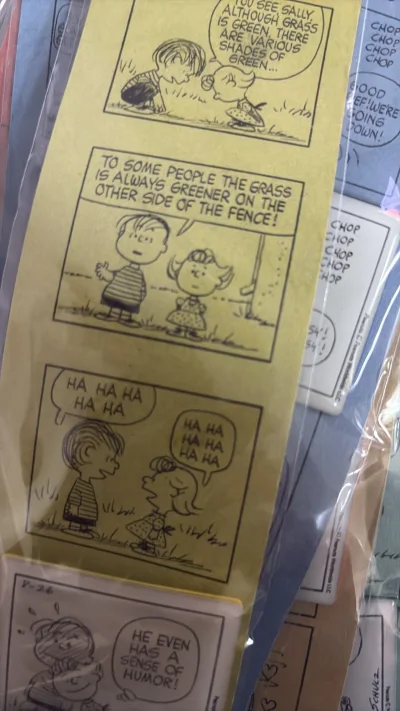 YOU SEE SALLY,
ALTHOUGH GRASS
IS GREEN, THERE
ARE VARIOUS
SHADES OF
GREEN...
TO SOME PEOPLE THE GRASS
IS ALWAYS GREENER ON THE
OTHER SIDE OF THE FENCE!
HA HA HA
HA HA
HA HA
HA HA
HA HA
8-26
HE EVEN
HAS A
SENSE OF
HUMOR!
CHOP
CHOP
CHOP
CHOP
GOOD
WERE
GOING
DOWN!
CHOP
CHOP
CHOP
CHOP
CHOP
SCHULZ